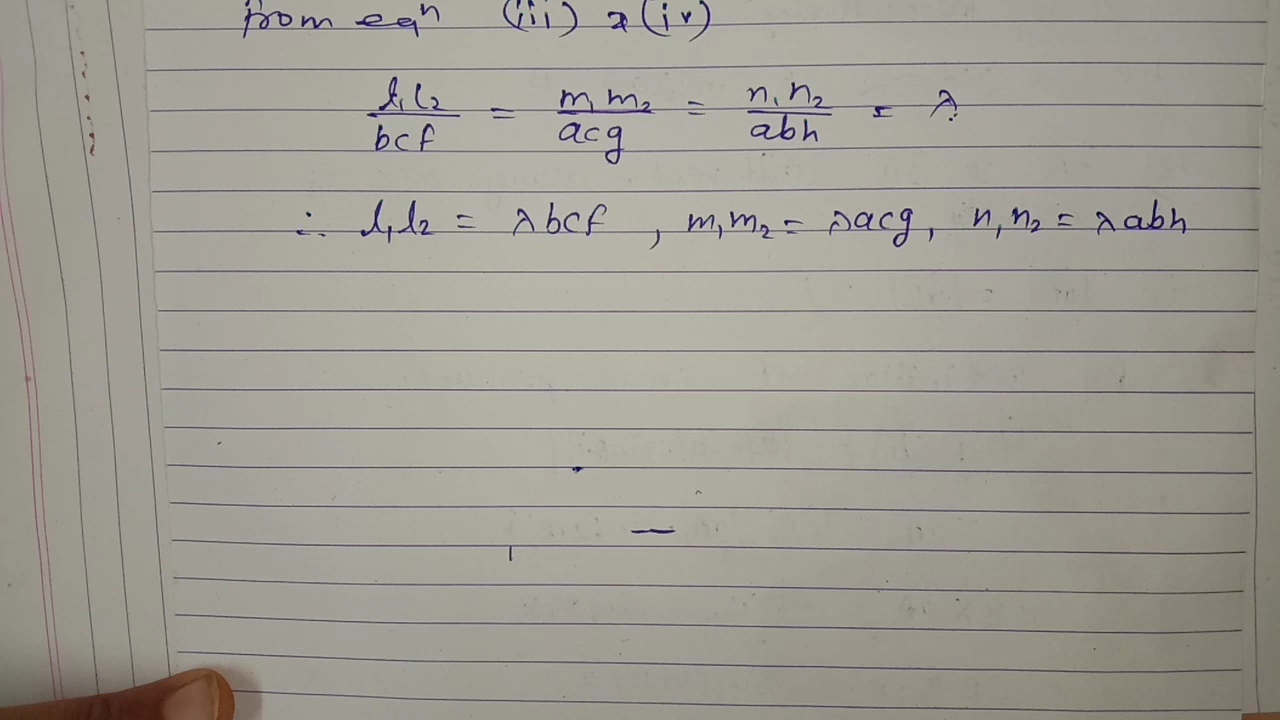 from eqn (iii) & (iv)
l₁l₂/bcf = m₁m₂/acg = n₁n₂/abh = λ
∴ l₁l₂ = λbcf , m₁m₂ = λacg, n₁n₂ = λabh